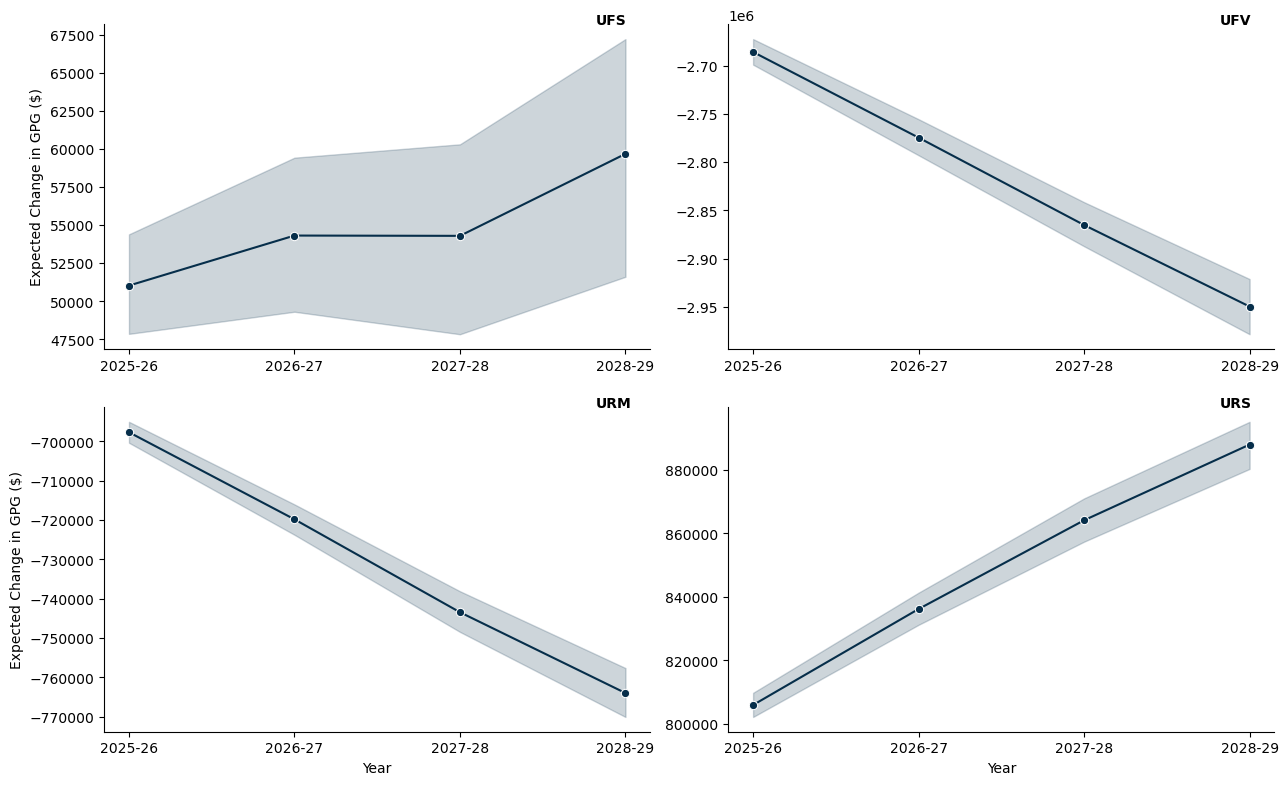 UFS
Expected Change in GPG ($)
67500
65000
62500
60000
57500
55000
52500
50000
47500
2025-26 2026-27 2027-28 2028-29
1e6
UFV
−2.70
−2.75
−2.80
−2.85
−2.90
−2.95
2025-26 2026-27 2027-28 2028-29
URM
Expected Change in GPG ($)
−700000
−710000
−720000
−730000
−740000
−750000
−760000
−770000
2025-26 2026-27 2027-28 2028-29
Year
URS
880000
860000
840000
820000
800000
2025-26 2026-27 2027-28 2028-29
Year